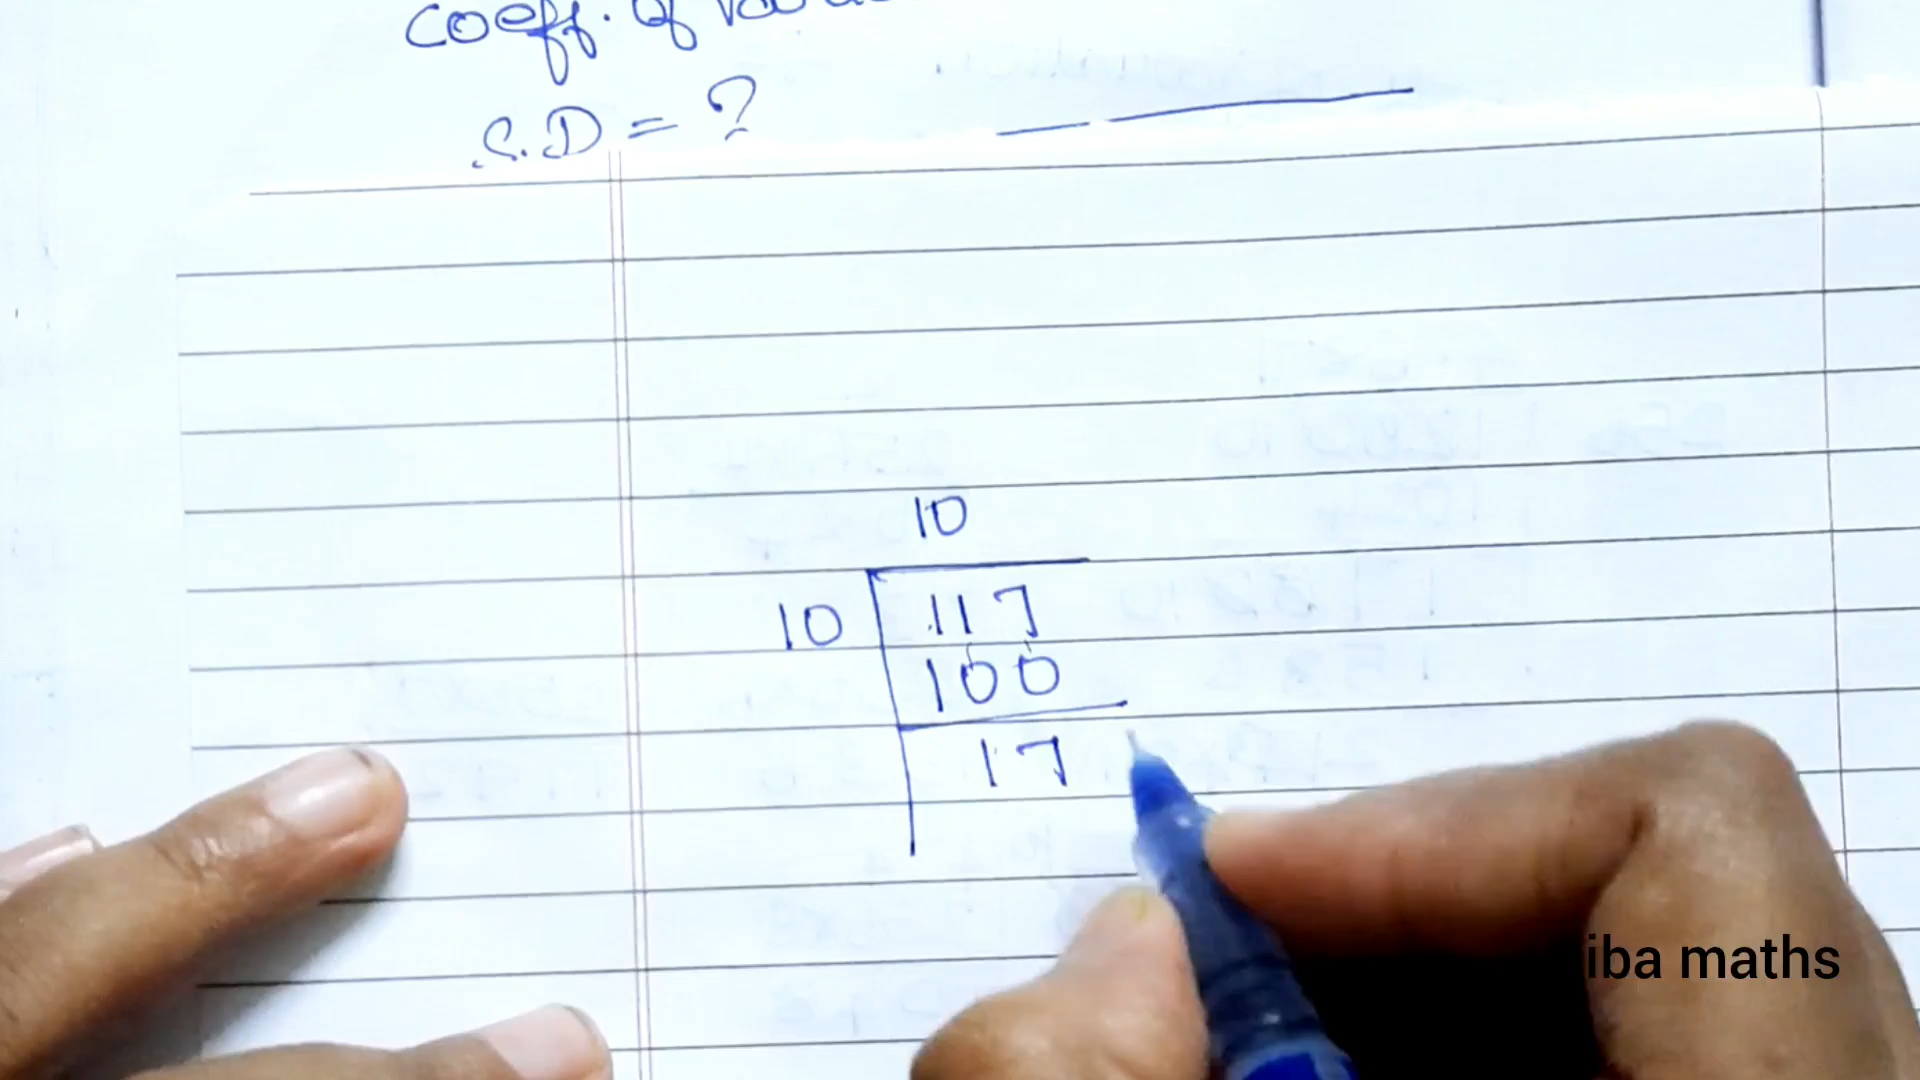 coeff. of
S.D = ?
10
10 117
100
17
iba maths